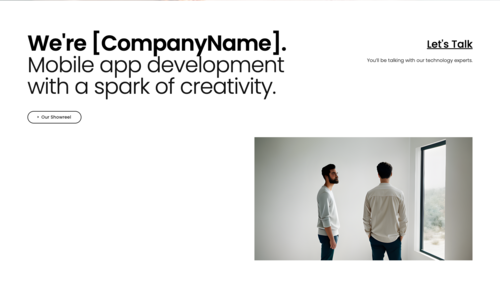 We're [CompanyName].
Mobile app development
with a spark of creativity.
Let's Talk
You'll be talking with our technology experts.
Our Showreel